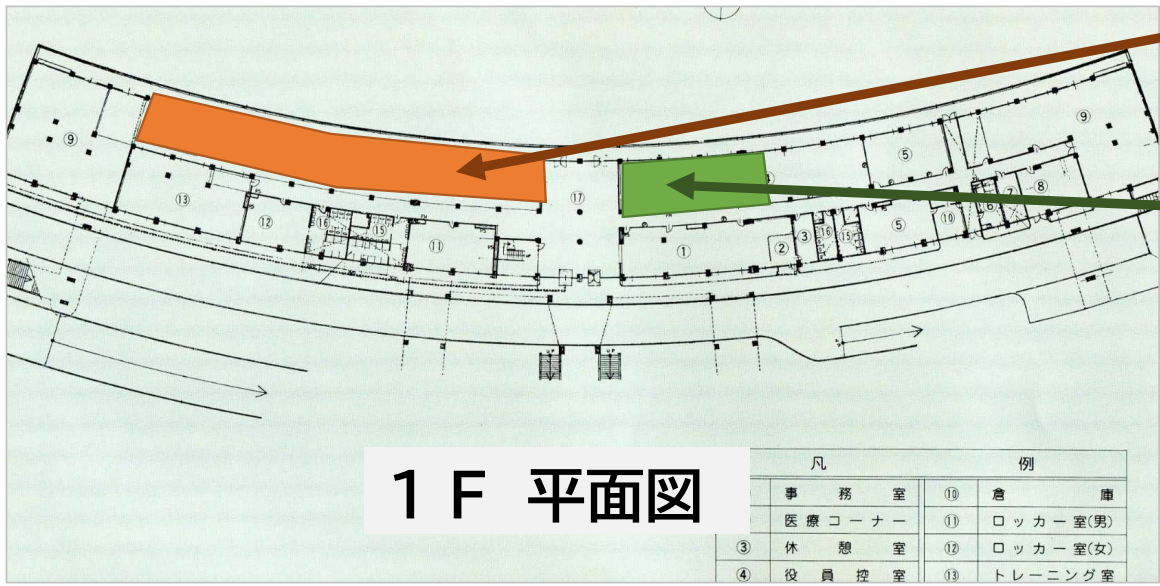 ⑨ ⑬ ⑫ ⑯ ⑮ ⑪ ⑰ ① ② ③ ⑯ ⑮ ⑤ ⑤ ⑩ ⑥ ⑦ ⑧ ⑨
１Ｆ 平面図
凡 例
事務室 ⑩ 倉庫
医療コーナー ⑪ ロッカー室(男)
③ 休憩室 ⑫ ロッカー室(女)
④ 役員控室 ⑬ トレーニング室